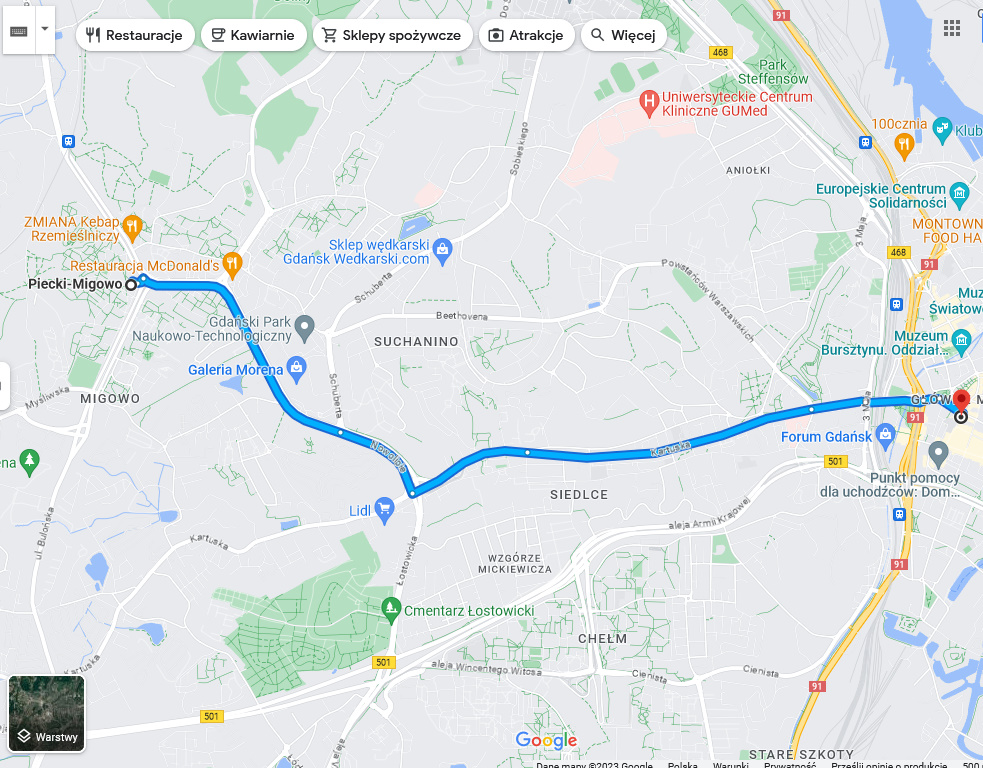 Restauracje
Kawiarnie
Sklepy spożywcze
Atrakcje
Więcej
91
468
Park
Steffensów
Uniwersyteckie Centrum
Kliniczne GUMed
100cznia
Klub
Sobieskiego
ANIOŁKI
Europejskie Centrum
Solidarności
ZMIANA Kebap
Rzemieślniczy
MONTOWN
FOOD HA
3 Maja
Sklep wędkarski
Gdańsk Wedkarski.com
468
91
Restauracja McDonald's
Piecki-Migowo
Schuberta
Powstańców Warszawskich
Muz
Światow
Gdański Park
Naukowo-Technologiczny
Beethovena
SUCHANINO
Muzeum
Bursztynu. Oddział...
Galeria Morena
Schuberta
Myśliwska
MIGOWO
3 Maja
91
Nowolipie
Kartuska
Forum Gdańsk
501
ena
Punkt pomocy
dla uchodźców: Dom...
SIEDLCE
Lidl
aleja Armii Krajowej
ul. Bulońska
Kartuska
Łostowicka
WZGÓRZE
MICKIEWICZA
91
Cmentarz Łostowicki
CHEŁM
501
aleja Wincentego Witosa
Cienista
Cienista
Kartuska
91
501
Warstwy
Google
STARE SZKOTY
Dane mapy ©2023 Google
Polska
Warunki
Prywatność
Prześlij opinię o produkcie
500